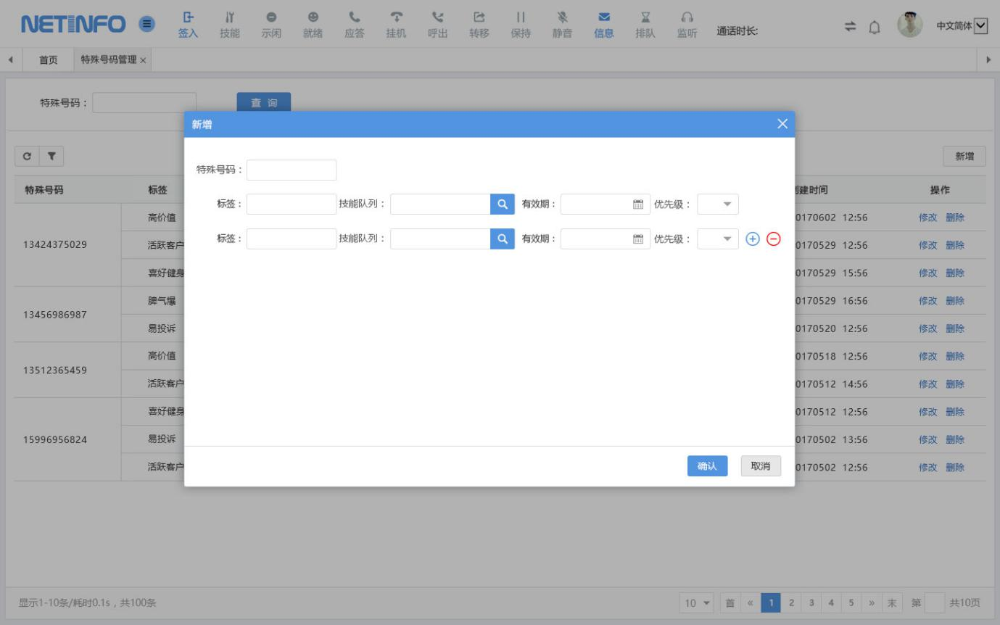 NETINFO 签入 技能 示闲 就绪 应答 挂机 呼出 转移 保持 静音 信息 排队 监听 通话时长: 中文简体
首页 特殊号码管理 ×
特殊号码： 查 询
新增
特殊号码：
新增
特殊号码 标签 创建时间 操作
标签： 技能队列： 有效期： 优先级：
标签： 技能队列： 有效期： 优先级：
13424375029 高价值 0170602 12:56 修改 删除
活跃客户 0170529 12:56 修改 删除
喜好健身 0170529 15:56 修改 删除
13456986987 脾气爆 0170529 16:56 修改 删除
易投诉 0170520 12:56 修改 删除
13512365459 高价值 0170518 12:56 修改 删除
活跃客户 0170512 14:56 修改 删除
15996956824 喜好健身 0170512 12:56 修改 删除
易投诉 0170502 13:56 修改 删除
活跃客户 0170502 12:56 修改 删除
确认 取消
显示1-10条/耗时0.1s，共100条 10 首 « 1 2 3 4 5 » 末 第 共10页